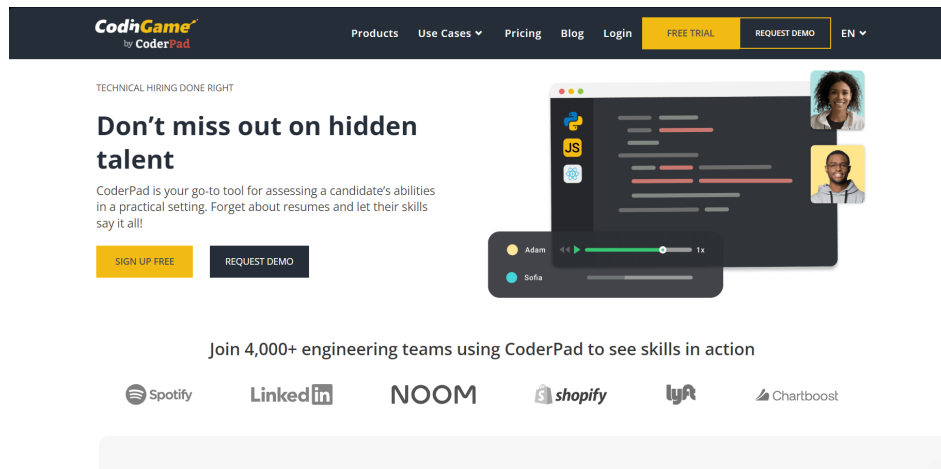 CodinGame
by CoderPad
Products Use Cases Pricing Blog Login FREE TRIAL REQUEST DEMO EN
TECHNICAL HIRING DONE RIGHT
Don’t miss out on hidden
talent
CoderPad is your go-to tool for assessing a candidate’s abilities
in a practical setting. Forget about resumes and let their skills
say it all!
SIGN UP FREE REQUEST DEMO
JS
Adam 1x
Sofia
Join 4,000+ engineering teams using CoderPad to see skills in action
Spotify LinkedIn NOOM shopify lyft Chartboost